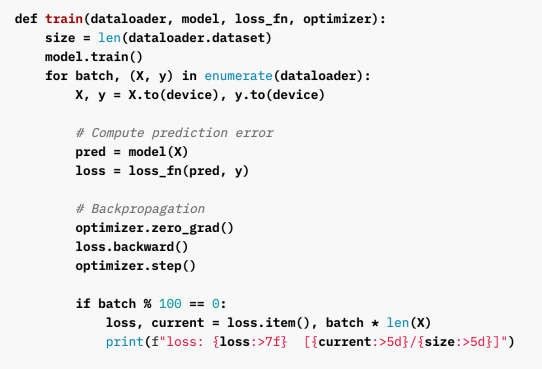 def train(dataloader, model, loss_fn, optimizer):
    size = len(dataloader.dataset)
    model.train()
    for batch, (X, y) in enumerate(dataloader):
        X, y = X.to(device), y.to(device)

        # Compute prediction error
        pred = model(X)
        loss = loss_fn(pred, y)

        # Backpropagation
        optimizer.zero_grad()
        loss.backward()
        optimizer.step()

        if batch % 100 == 0:
            loss, current = loss.item(), batch * len(X)
            print(f"loss: {loss:>7f}  [{current:>5d}/{size:>5d}]")